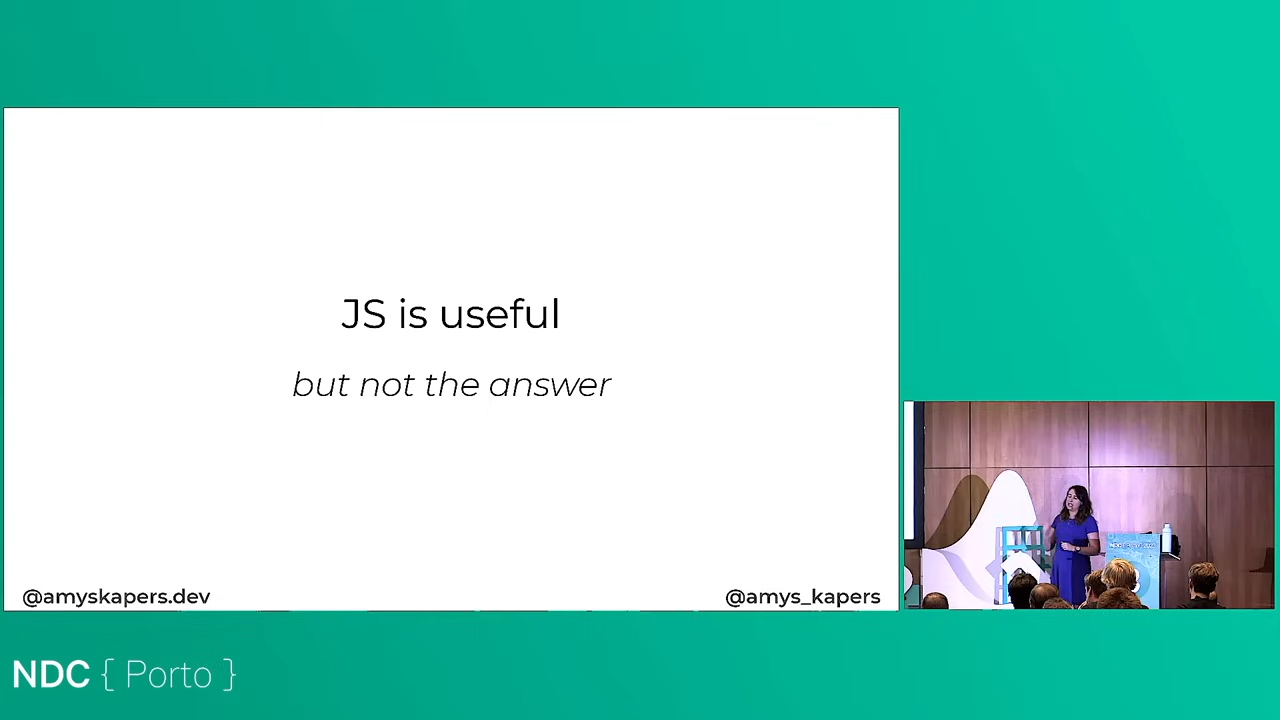 JS is useful
but not the answer
@amyskapers.dev
@amys_kapers
NDC { Porto }